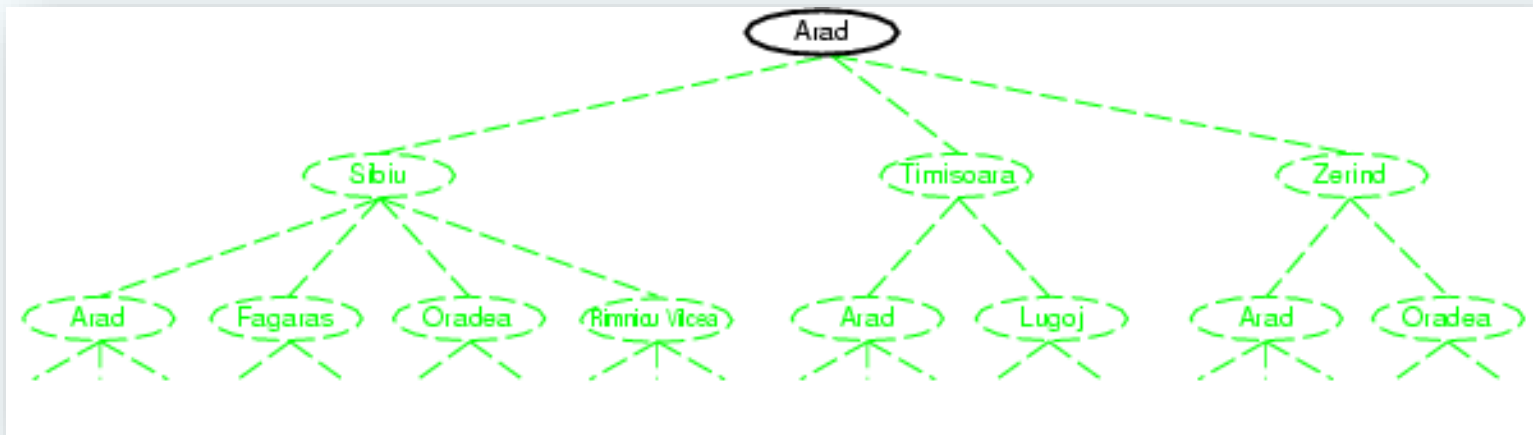 Arad
Sibiu
Timisoara
Zerind
Arad
Fagaras
Oradea
Rimnicu Vilcea
Arad
Lugoj
Arad
Oradea